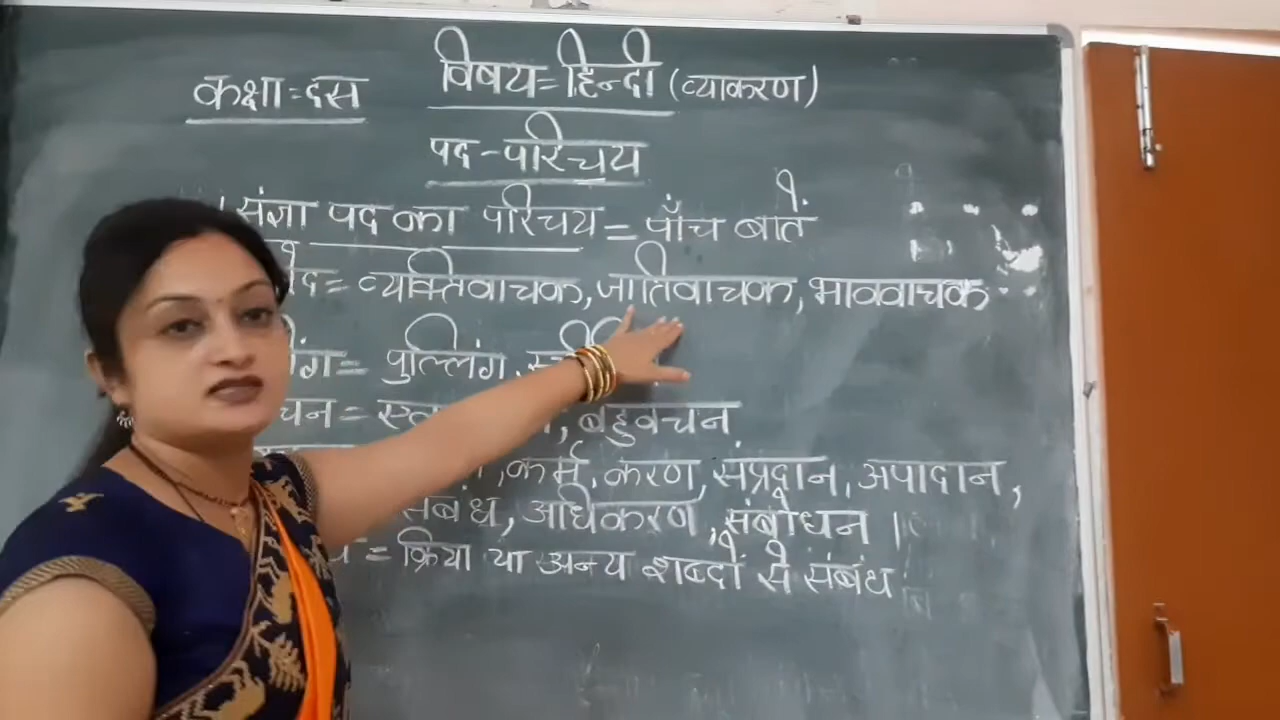 कक्षा=दस विषय=हिन्दी (व्याकरण)
पद-परिचय
संज्ञा पद का परिचय = पाँच बातें
= व्यक्तिवाचक, जातिवाचक, भाववाचक
= पुल्लिंग,
= बहुवचन
,कर्म, करण, संप्रदान, अपादान,
संबंध, अधिकरण, संबोधन ।
= क्रिया या अन्य शब्दों से संबंध